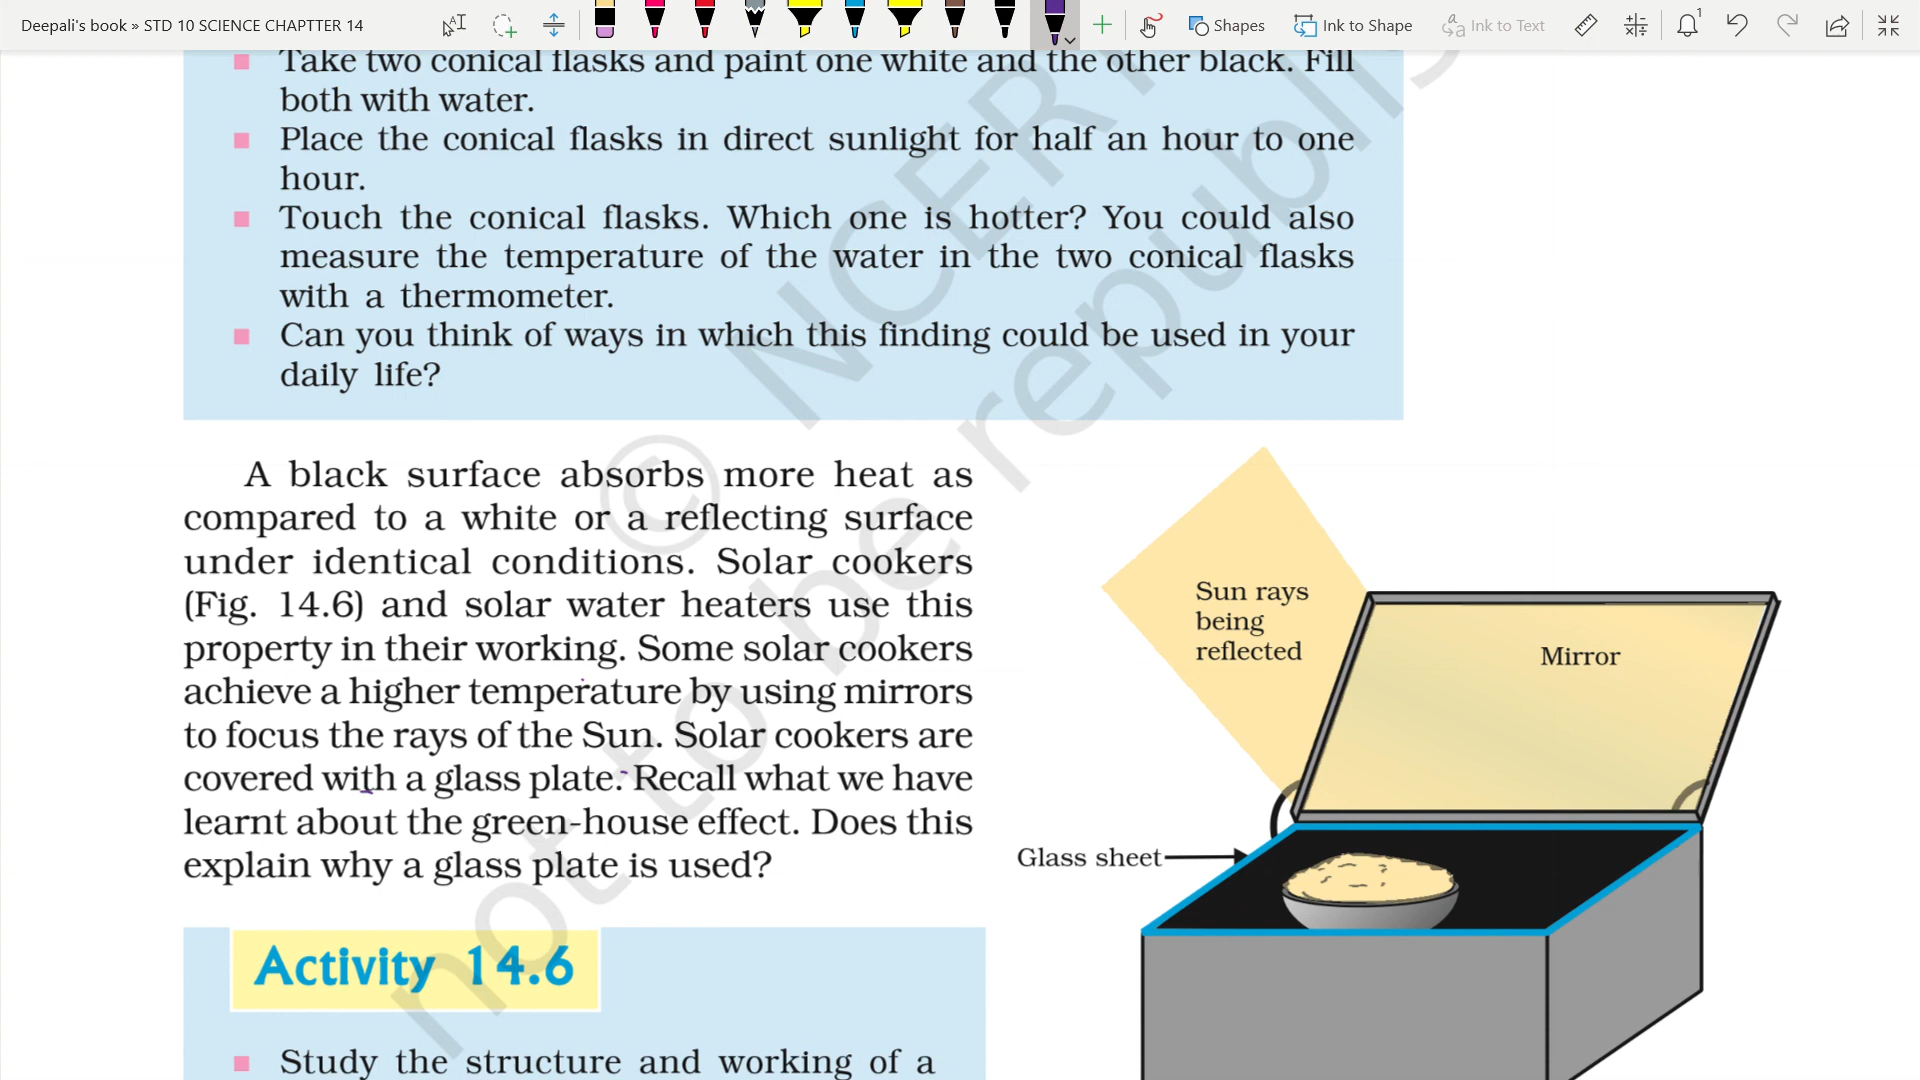 Deepali's book » STD 10 SCIENCE CHAPTTER 14
Shapes
Ink to Shape
Ink to Text
1
Take two conical flasks and paint one white and the other black. Fill
both with water.
Place the conical flasks in direct sunlight for half an hour to one
hour.
Touch the conical flasks. Which one is hotter? You could also
measure the temperature of the water in the two conical flasks
with a thermometer.
Can you think of ways in which this finding could be used in your
daily life?
A black surface absorbs more heat as
compared to a white or a reflecting surface
under identical conditions. Solar cookers
(Fig. 14.6) and solar water heaters use this
property in their working. Some solar cookers
achieve a higher temperature by using mirrors
to focus the rays of the Sun. Solar cookers are
covered with a glass plate. Recall what we have
learnt about the green-house effect. Does this
explain why a glass plate is used?
Sun rays
being
reflected
Mirror
Glass sheet
Activity 14.6
Study the structure and working of a
© NCER
not to be republis